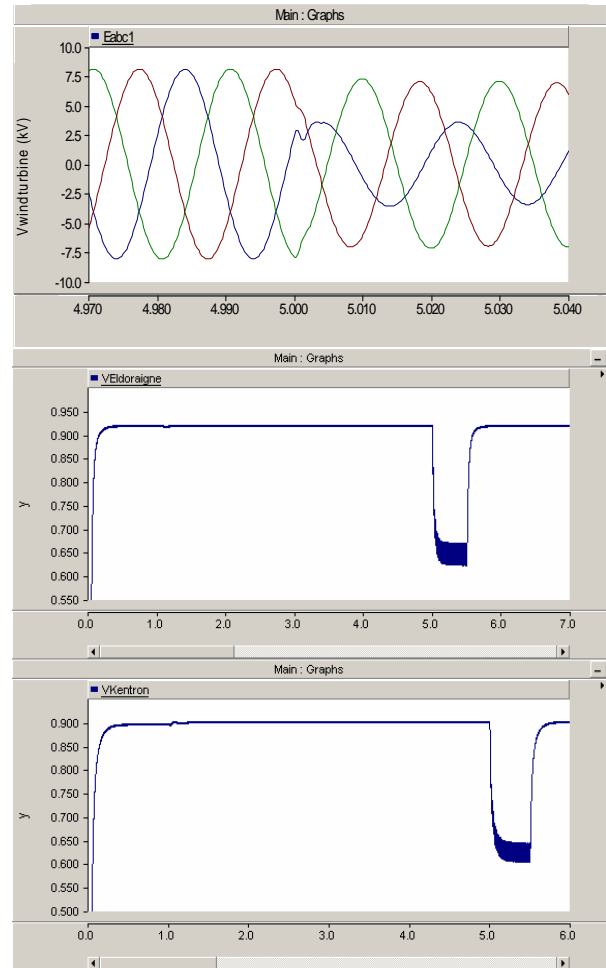 Main : Graphs
Eabc1
Vwindturbine (kV)
10.0
7.5
5.0
2.5
0.0
-2.5
-5.0
-7.5
-10.0
4.970 4.980 4.990 5.000 5.010 5.020 5.030 5.040
Main : Graphs
VEldoraigne
y
0.950
0.900
0.850
0.800
0.750
0.700
0.650
0.600
0.550
0.0 1.0 2.0 3.0 4.0 5.0 6.0 7.0
Main : Graphs
VKentron
y
0.900
0.850
0.800
0.750
0.700
0.650
0.600
0.550
0.500
0.0 1.0 2.0 3.0 4.0 5.0 6.0